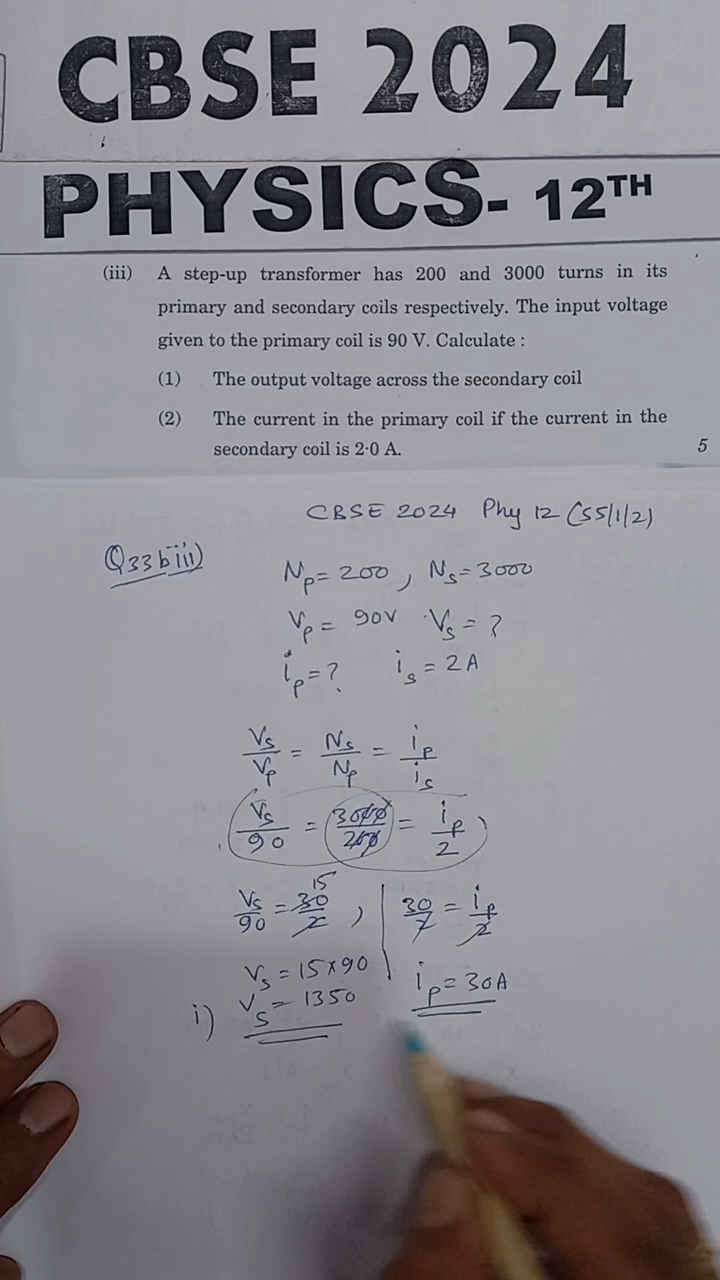 CBSE 2024
PHYSICS- 12TH
(iii) A step-up transformer has 200 and 3000 turns in its
primary and secondary coils respectively. The input voltage
given to the primary coil is 90 V. Calculate :
(1) The output voltage across the secondary coil
(2) The current in the primary coil if the current in the
secondary coil is 2·0 A. 5
CBSE 2024 Phy 12 (55/1/2)
Q33 b iii)
Np = 200 , Ns = 3000
Vp = 90V Vs = ?
ip = ? is = 2A
Vs/Vp = Ns/Np = ip/is
Vs/90 = 3000/200 = ip/2
15
Vs/90 = 30/2 , 30/2 = ip/2
Vs = 15 × 90 ip = 30A
i) Vs = 1350